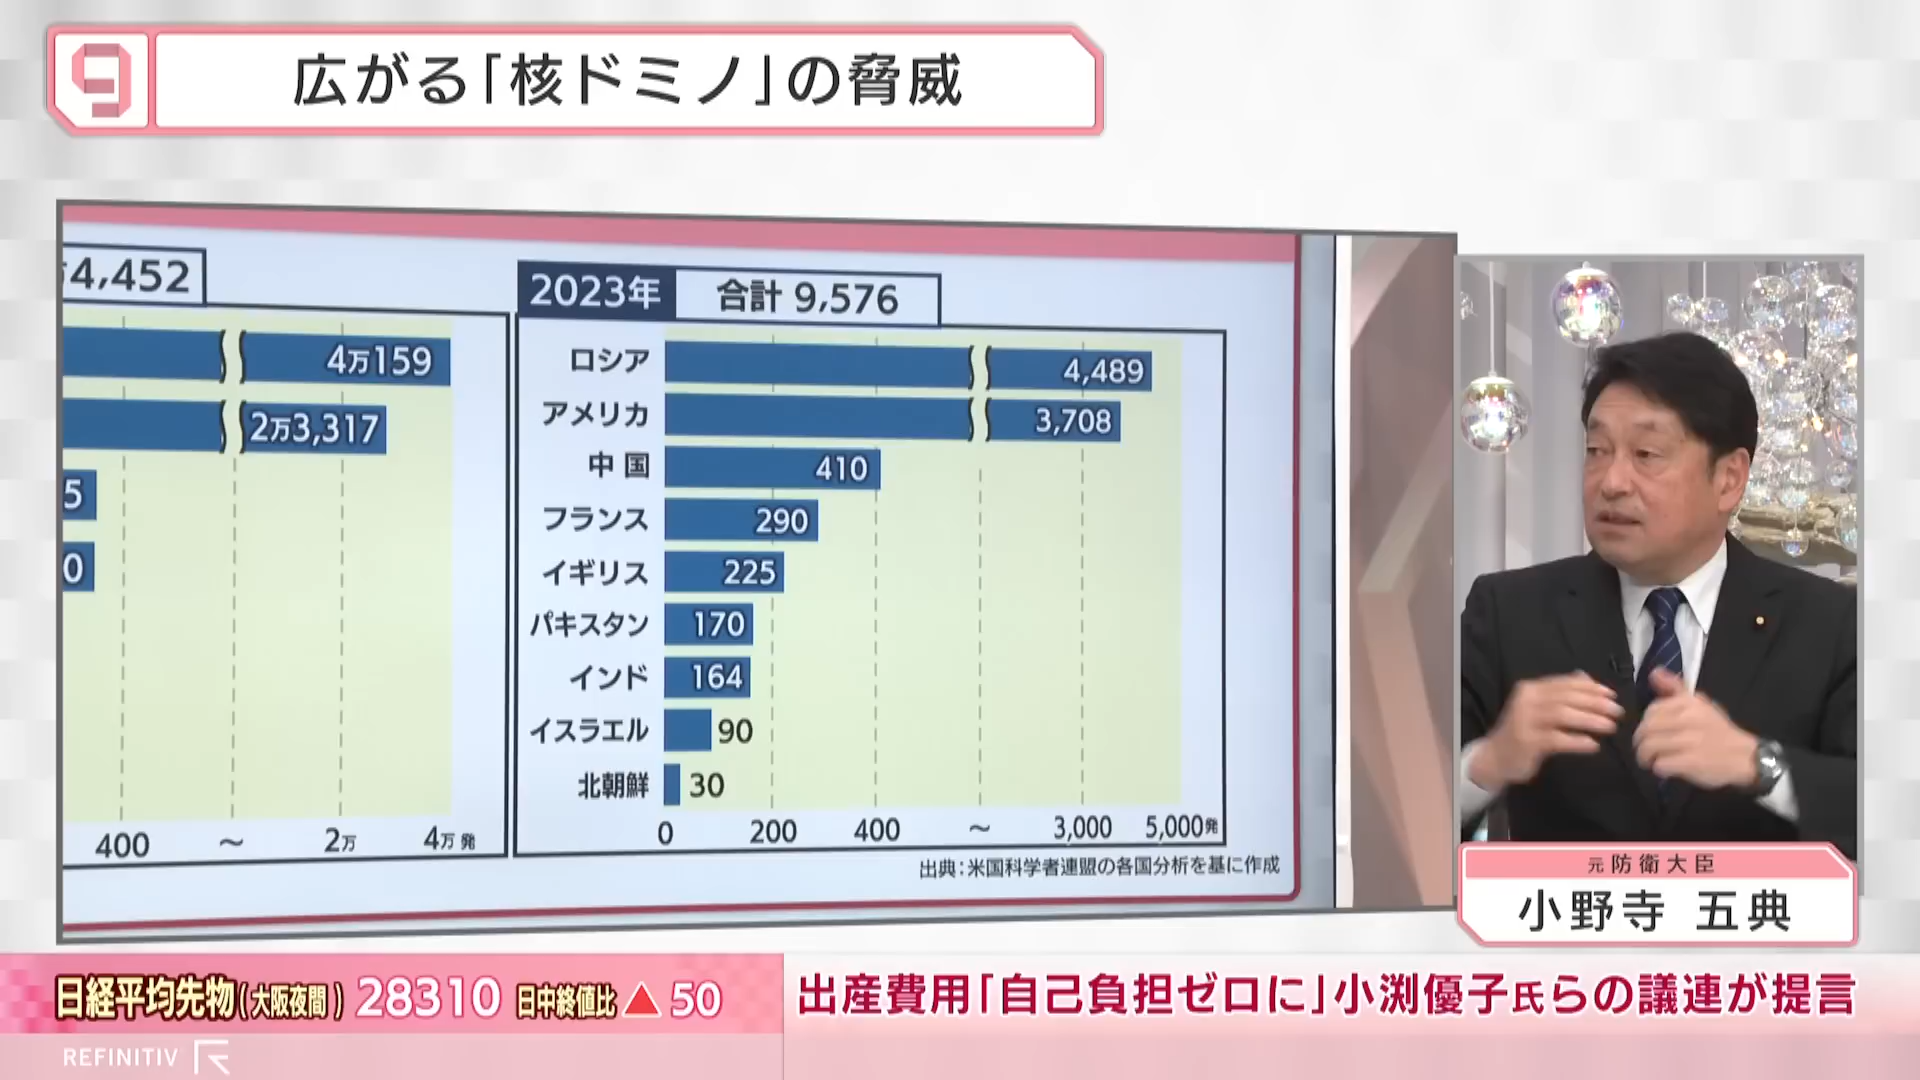 9
広がる「核ドミノ」の脅威
4,452
4万159
2万3,317
5
0
400 〜 2万 4万発
2023年 合計 9,576
ロシア 4,489
アメリカ 3,708
中国 410
フランス 290
イギリス 225
パキスタン 170
インド 164
イスラエル 90
北朝鮮 30
0 200 400 〜 3,000 5,000発
出典：米国科学者連盟の各国分析を基に作成
元防衛大臣
小野寺 五典
日経平均先物(大阪夜間) 28310 日中終値比▲50
出産費用「自己負担ゼロに」小渕優子氏らの議連が提言
REFINITIV